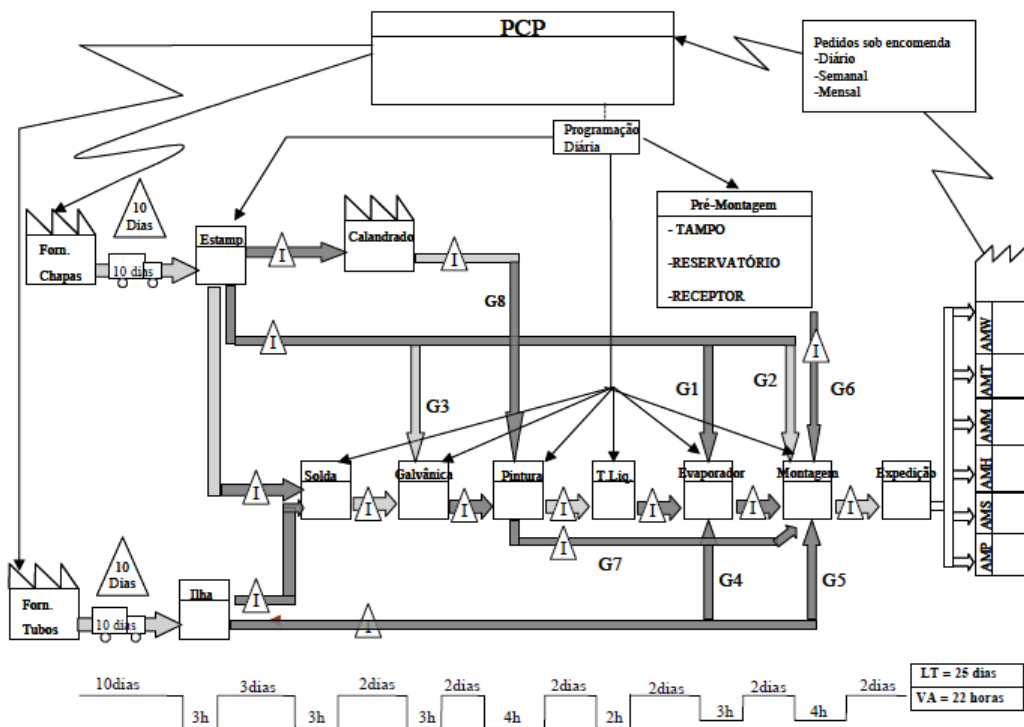 PCP
Pedidos sob encomenda
-Diário
-Semanal
-Mensal
Programação
Diária
10
Dias
Forn.
Chapas
10 dias
Estamp.
I
Calandrado
I
Pré-Montagem
- TAMPO
-RESERVATÓRIO
-RECEPTOR
G8
I
I
G3
G1
G2
G6
Solda
Galvânica
Pintura
T.Liq.
Evaporador
Montagem
Expedição
I
I
I
I
I
I
I
I
G7
G4
G5
AMW
AMT
AMM
AMH
AMS
AMP
10
Dias
Forn.
Tubos
10 dias
Ilha
I
I
10dias
3h
3dias
3h
2dias
3h
2dias
4h
2dias
2h
2dias
3h
2dias
4h
2dias
LT = 25 dias
VA = 22 horas